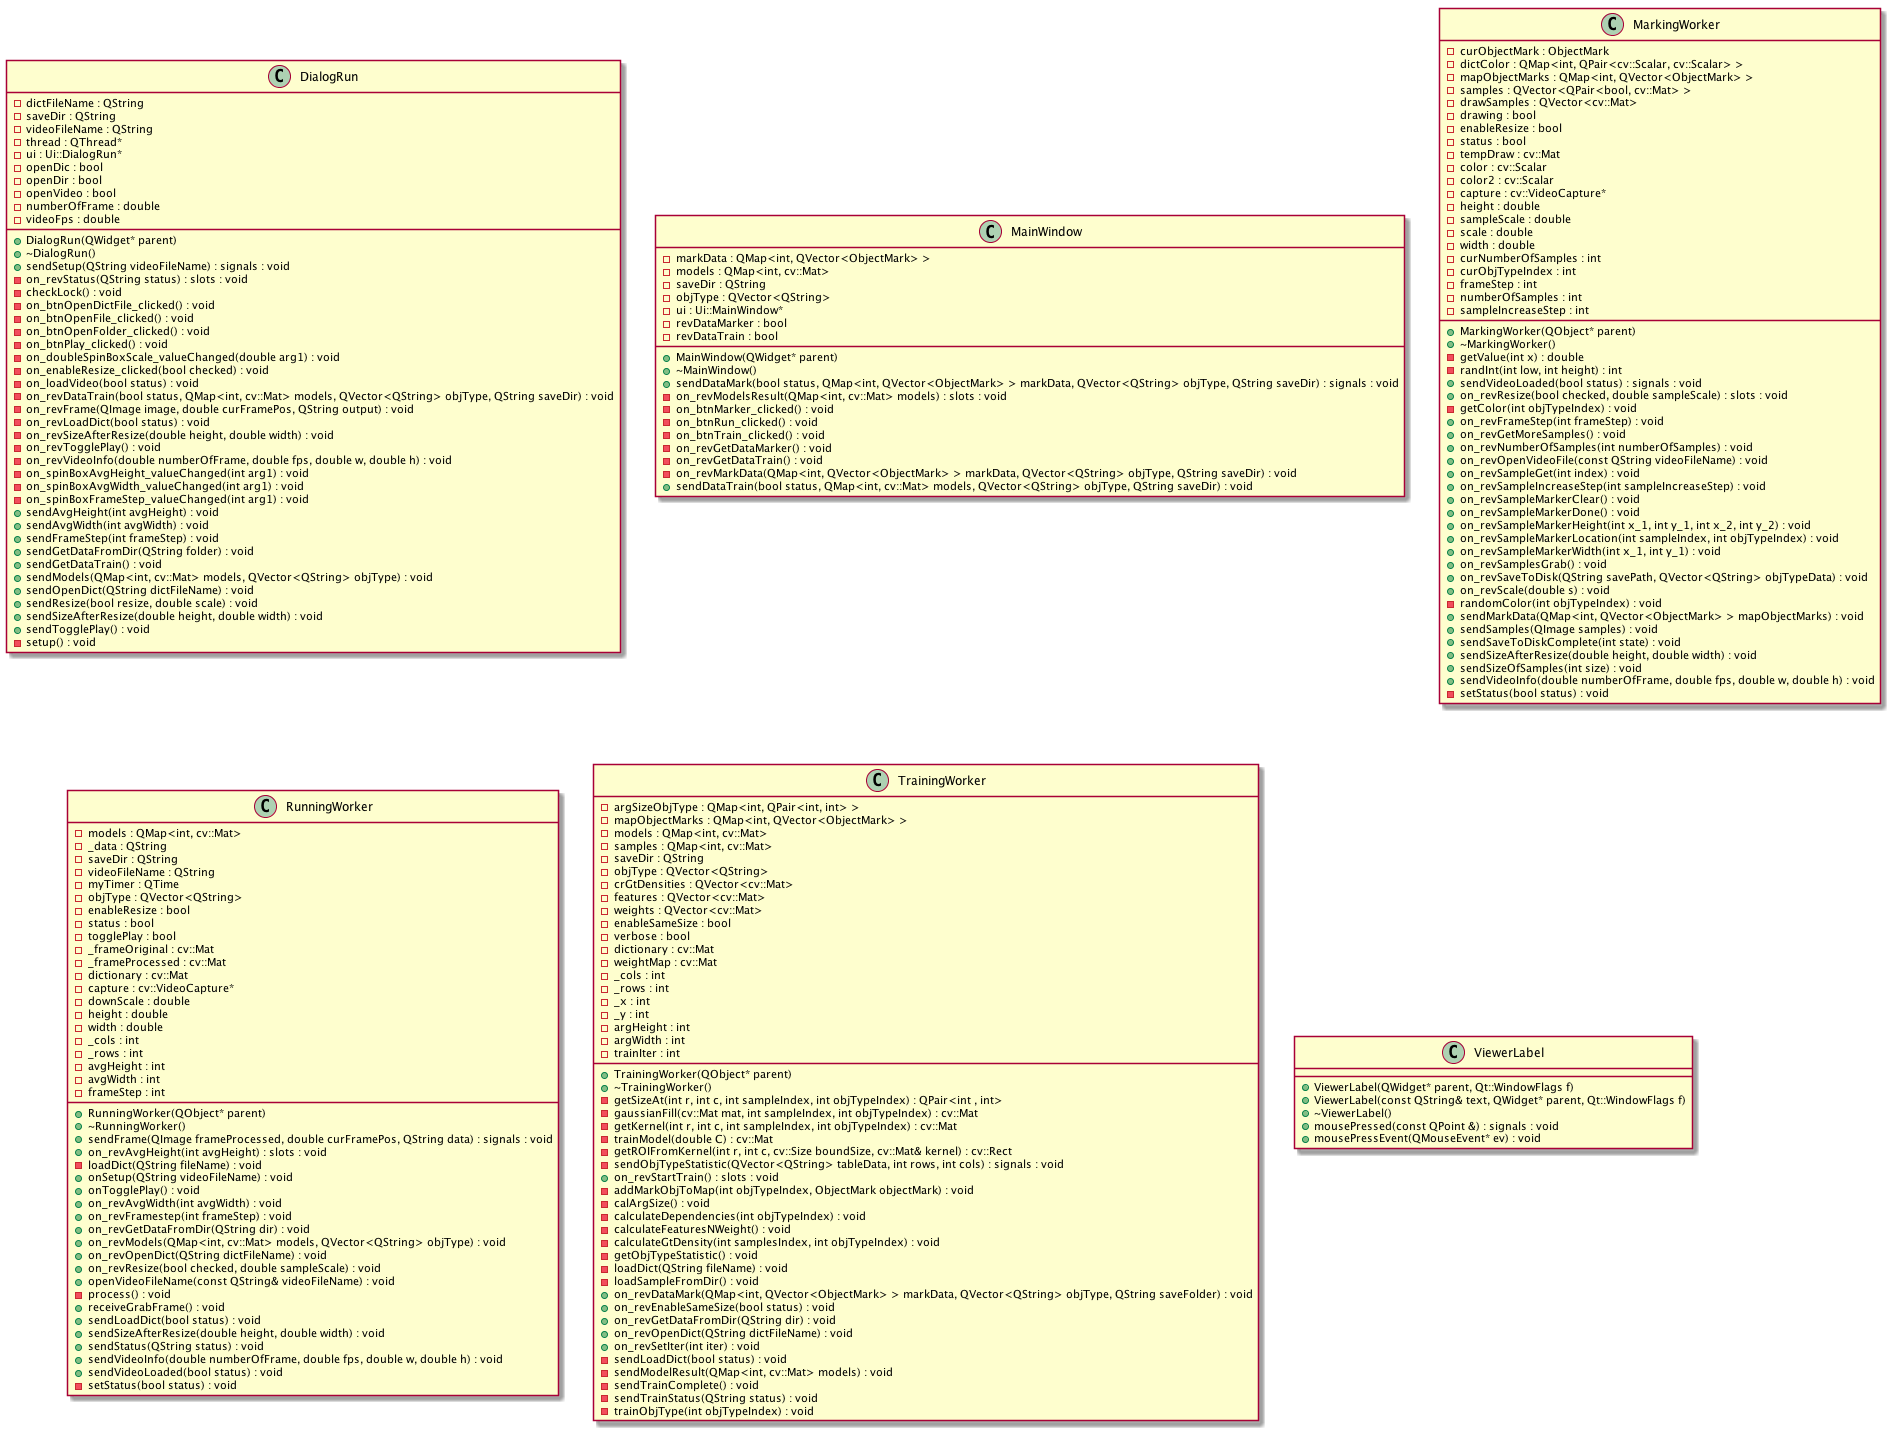 C DialogRun
dictFileName : QString
saveDir : QString
videoFileName : QString
thread : QThread*
ui : Ui::DialogRun*
openDic : bool
openDir : bool
openVideo : bool
numberOfFrame : double
videoFps : double
DialogRun(QWidget* parent)
~DialogRun()
sendSetup(QString videoFileName) : signals : void
on_revStatus(QString status) : slots : void
checkLock() : void
on_btnOpenDictFile_clicked() : void
on_btnOpenFile_clicked() : void
on_btnOpenFolder_clicked() : void
on_btnPlay_clicked() : void
on_doubleSpinBoxScale_valueChanged(double arg1) : void
on_enableResize_clicked(bool checked) : void
on_loadVideo(bool status) : void
on_revDataTrain(bool status, QMap<int, cv::Mat> models, QVector<QString> objType, QString saveDir) : void
on_revFrame(QImage image, double curFramePos, QString output) : void
on_revLoadDict(bool status) : void
on_revSizeAfterResize(double height, double width) : void
on_revTogglePlay() : void
on_revVideoInfo(double numberOfFrame, double fps, double w, double h) : void
on_spinBoxAvgHeight_valueChanged(int arg1) : void
on_spinBoxAvgWidth_valueChanged(int arg1) : void
on_spinBoxFrameStep_valueChanged(int arg1) : void
sendAvgHeight(int avgHeight) : void
sendAvgWidth(int avgWidth) : void
sendFrameStep(int frameStep) : void
sendGetDataFromDir(QString folder) : void
sendGetDataTrain() : void
sendModels(QMap<int, cv::Mat> models, QVector<QString> objType) : void
sendOpenDict(QString dictFileName) : void
sendResize(bool resize, double scale) : void
sendSizeAfterResize(double height, double width) : void
sendTogglePlay() : void
setup() : void
C MainWindow
markData : QMap<int, QVector<ObjectMark> >
models : QMap<int, cv::Mat>
saveDir : QString
objType : QVector<QString>
ui : Ui::MainWindow*
revDataMarker : bool
revDataTrain : bool
MainWindow(QWidget* parent)
~MainWindow()
sendDataMark(bool status, QMap<int, QVector<ObjectMark> > markData, QVector<QString> objType, QString saveDir) : signals : void
on_revModelsResult(QMap<int, cv::Mat> models) : slots : void
on_btnMarker_clicked() : void
on_btnRun_clicked() : void
on_btnTrain_clicked() : void
on_revGetDataMarker() : void
on_revGetDataTrain() : void
on_revMarkData(QMap<int, QVector<ObjectMark> > markData, QVector<QString> objType, QString saveDir) : void
sendDataTrain(bool status, QMap<int, cv::Mat> models, QVector<QString> objType, QString saveDir) : void
C MarkingWorker
curObjectMark : ObjectMark
dictColor : QMap<int, QPair<cv::Scalar, cv::Scalar> >
mapObjectMarks : QMap<int, QVector<ObjectMark> >
samples : QVector<QPair<bool, cv::Mat> >
drawSamples : QVector<cv::Mat>
drawing : bool
enableResize : bool
status : bool
tempDraw : cv::Mat
color : cv::Scalar
color2 : cv::Scalar
capture : cv::VideoCapture*
height : double
sampleScale : double
scale : double
width : double
curNumberOfSamples : int
curObjTypeIndex : int
frameStep : int
numberOfSamples : int
sampleIncreaseStep : int
MarkingWorker(QObject* parent)
~MarkingWorker()
getValue(int x) : double
randInt(int low, int height) : int
sendVideoLoaded(bool status) : signals : void
on_revResize(bool checked, double sampleScale) : slots : void
getColor(int objTypeIndex) : void
on_revFrameStep(int frameStep) : void
on_revGetMoreSamples() : void
on_revNumberOfSamples(int numberOfSamples) : void
on_revOpenVideoFile(const QString videoFileName) : void
on_revSampleGet(int index) : void
on_revSampleIncreaseStep(int sampleIncreaseStep) : void
on_revSampleMarkerClear() : void
on_revSampleMarkerDone() : void
on_revSampleMarkerHeight(int x_1, int y_1, int x_2, int y_2) : void
on_revSampleMarkerLocation(int sampleIndex, int objTypeIndex) : void
on_revSampleMarkerWidth(int x_1, int y_1) : void
on_revSamplesGrab() : void
on_revSaveToDisk(QString savePath, QVector<QString> objTypeData) : void
on_revScale(double s) : void
randomColor(int objTypeIndex) : void
sendMarkData(QMap<int, QVector<ObjectMark> > mapObjectMarks) : void
sendSamples(QImage samples) : void
sendSaveToDiskComplete(int state) : void
sendSizeAfterResize(double height, double width) : void
sendSizeOfSamples(int size) : void
sendVideoInfo(double numberOfFrame, double fps, double w, double h) : void
setStatus(bool status) : void
C RunningWorker
models : QMap<int, cv::Mat>
_data : QString
saveDir : QString
videoFileName : QString
myTimer : QTime
objType : QVector<QString>
enableResize : bool
status : bool
togglePlay : bool
_frameOriginal : cv::Mat
_frameProcessed : cv::Mat
dictionary : cv::Mat
capture : cv::VideoCapture*
downScale : double
height : double
width : double
_cols : int
_rows : int
avgHeight : int
avgWidth : int
frameStep : int
RunningWorker(QObject* parent)
~RunningWorker()
sendFrame(QImage frameProcessed, double curFramePos, QString data) : signals : void
on_revAvgHeight(int avgHeight) : slots : void
loadDict(QString fileName) : void
onSetup(QString videoFileName) : void
onTogglePlay() : void
on_revAvgWidth(int avgWidth) : void
on_revFramestep(int frameStep) : void
on_revGetDataFromDir(QString dir) : void
on_revModels(QMap<int, cv::Mat> models, QVector<QString> objType) : void
on_revOpenDict(QString dictFileName) : void
on_revResize(bool checked, double sampleScale) : void
openVideoFileName(const QString& videoFileName) : void
process() : void
receiveGrabFrame() : void
sendLoadDict(bool status) : void
sendSizeAfterResize(double height, double width) : void
sendStatus(QString status) : void
sendVideoInfo(double numberOfFrame, double fps, double w, double h) : void
sendVideoLoaded(bool status) : void
setStatus(bool status) : void
C TrainingWorker
argSizeObjType : QMap<int, QPair<int, int> >
mapObjectMarks : QMap<int, QVector<ObjectMark> >
models : QMap<int, cv::Mat>
samples : QMap<int, cv::Mat>
saveDir : QString
objType : QVector<QString>
crGtDensities : QVector<cv::Mat>
features : QVector<cv::Mat>
weights : QVector<cv::Mat>
enableSameSize : bool
verbose : bool
dictionary : cv::Mat
weightMap : cv::Mat
_cols : int
_rows : int
_x : int
_y : int
argHeight : int
argWidth : int
trainIter : int
TrainingWorker(QObject* parent)
~TrainingWorker()
getSizeAt(int r, int c, int sampleIndex, int objTypeIndex) : QPair<int , int>
gaussianFill(cv::Mat mat, int sampleIndex, int objTypeIndex) : cv::Mat
getKernel(int r, int c, int sampleIndex, int objTypeIndex) : cv::Mat
trainModel(double C) : cv::Mat
getROIFromKernel(int r, int c, cv::Size boundSize, cv::Mat& kernel) : cv::Rect
sendObjTypeStatistic(QVector<QString> tableData, int rows, int cols) : signals : void
on_revStartTrain() : slots : void
addMarkObjToMap(int objTypeIndex, ObjectMark objectMark) : void
calArgSize() : void
calculateDependencies(int objTypeIndex) : void
calculateFeaturesNWeight() : void
calculateGtDensity(int samplesIndex, int objTypeIndex) : void
getObjTypeStatistic() : void
loadDict(QString fileName) : void
loadSampleFromDir() : void
on_revDataMark(QMap<int, QVector<ObjectMark> > markData, QVector<QString> objType, QString saveFolder) : void
on_revEnableSameSize(bool status) : void
on_revGetDataFromDir(QString dir) : void
on_revOpenDict(QString dictFileName) : void
on_revSetIter(int iter) : void
sendLoadDict(bool status) : void
sendModelResult(QMap<int, cv::Mat> models) : void
sendTrainComplete() : void
sendTrainStatus(QString status) : void
trainObjType(int objTypeIndex) : void
C ViewerLabel
ViewerLabel(QWidget* parent, Qt::WindowFlags f)
ViewerLabel(const QString& text, QWidget* parent, Qt::WindowFlags f)
~ViewerLabel()
mousePressed(const QPoint &) : signals : void
mousePressEvent(QMouseEvent* ev) : void